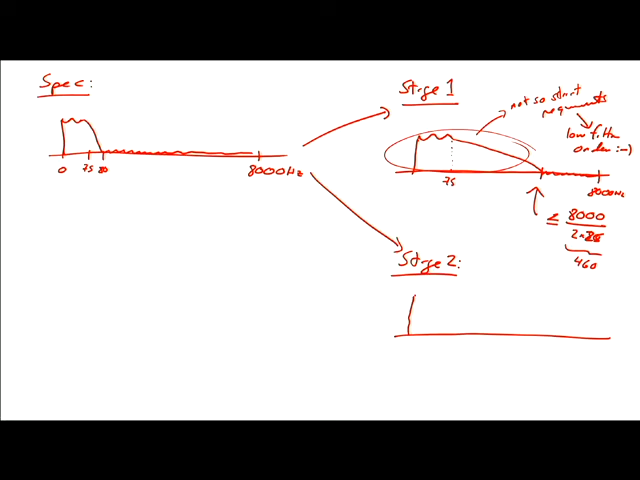 Spec:
0 75 80 8000Hz
Stage 1
not so strict
requirements
low filter
order :-)
75
8000Hz
≤ 8000
460
Stage 2: